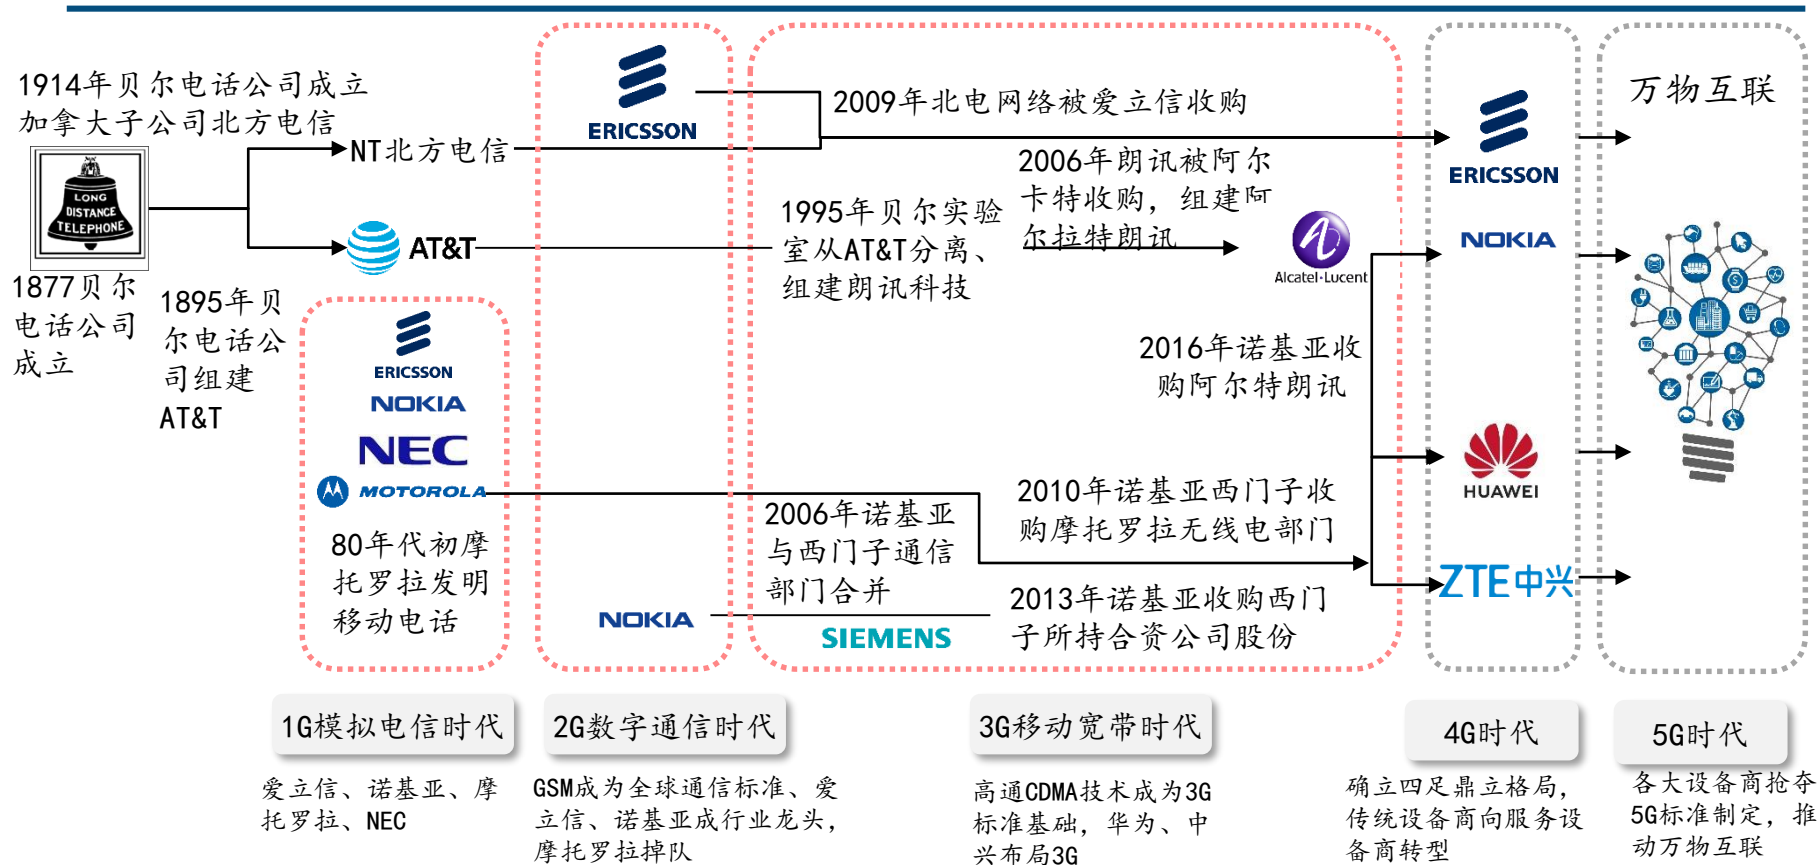 1914年贝尔电话公司成立
加拿大子公司北方电信
LONG
DISTANCE
TELEPHONE
1877贝尔
电话公司
成立
1895年贝
尔电话公
司组建
AT&T
NT北方电信
AT&T
ERICSSON
NOKIA
NEC
MOTOROLA
80年代初摩
托罗拉发明
移动电话
ERICSSON
NOKIA
2009年北电网络被爱立信收购
1995年贝尔实验
室从AT&T分离、
组建朗讯科技
2006年朗讯被阿尔
卡特收购，组建阿
尔拉特朗讯
Alcatel·Lucent
2016年诺基亚收
购阿尔特朗讯
2006年诺基亚
与西门子通信
部门合并
SIEMENS
2010年诺基亚西门子收
购摩托罗拉无线电部门
2013年诺基亚收购西门
子所持合资公司股份
ERICSSON
NOKIA
HUAWEI
ZTE中兴
万物互联
1G模拟电信时代
爱立信、诺基亚、摩
托罗拉、NEC
2G数字通信时代
GSM成为全球通信标准、爱
立信、诺基亚成行业龙头，
摩托罗拉掉队
3G移动宽带时代
高通CDMA技术成为3G
标准基础，华为、中
兴布局3G
4G时代
确立四足鼎立格局，
传统设备商向服务设
备商转型
5G时代
各大设备商抢夺
5G标准制定，推
动万物互联